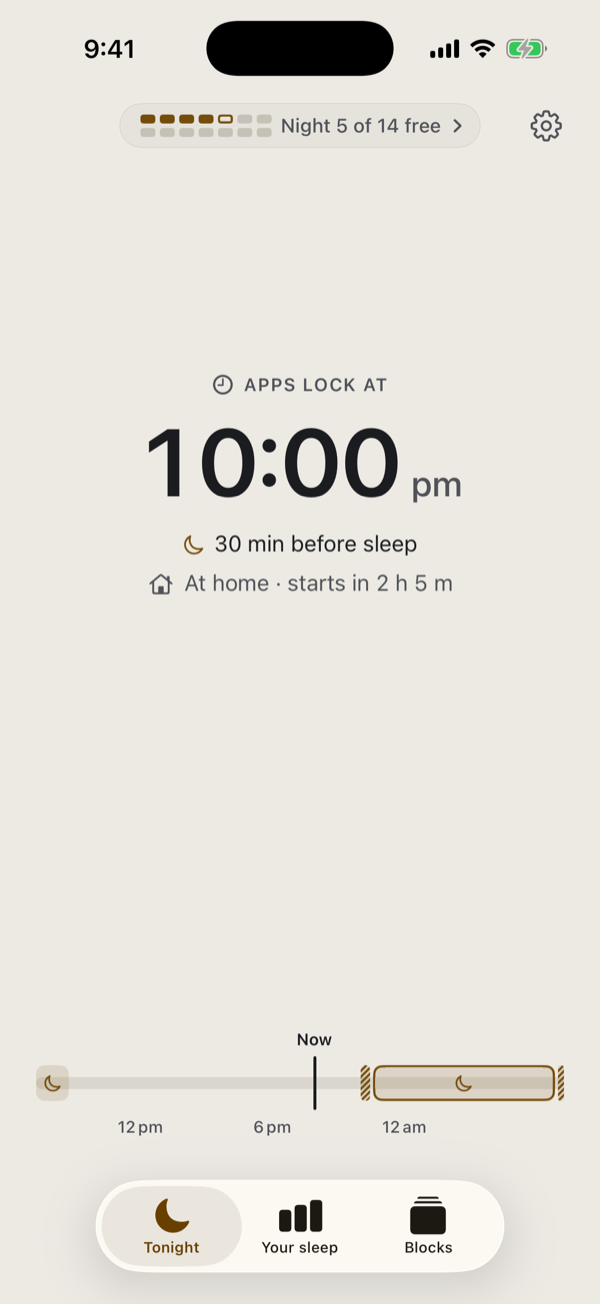 9:41
Night 5 of 14 free
APPS LOCK AT
10:00 pm
30 min before sleep
At home · starts in 2 h 5 m
Now
12 pm
6 pm
12 am
Tonight
Your sleep
Blocks